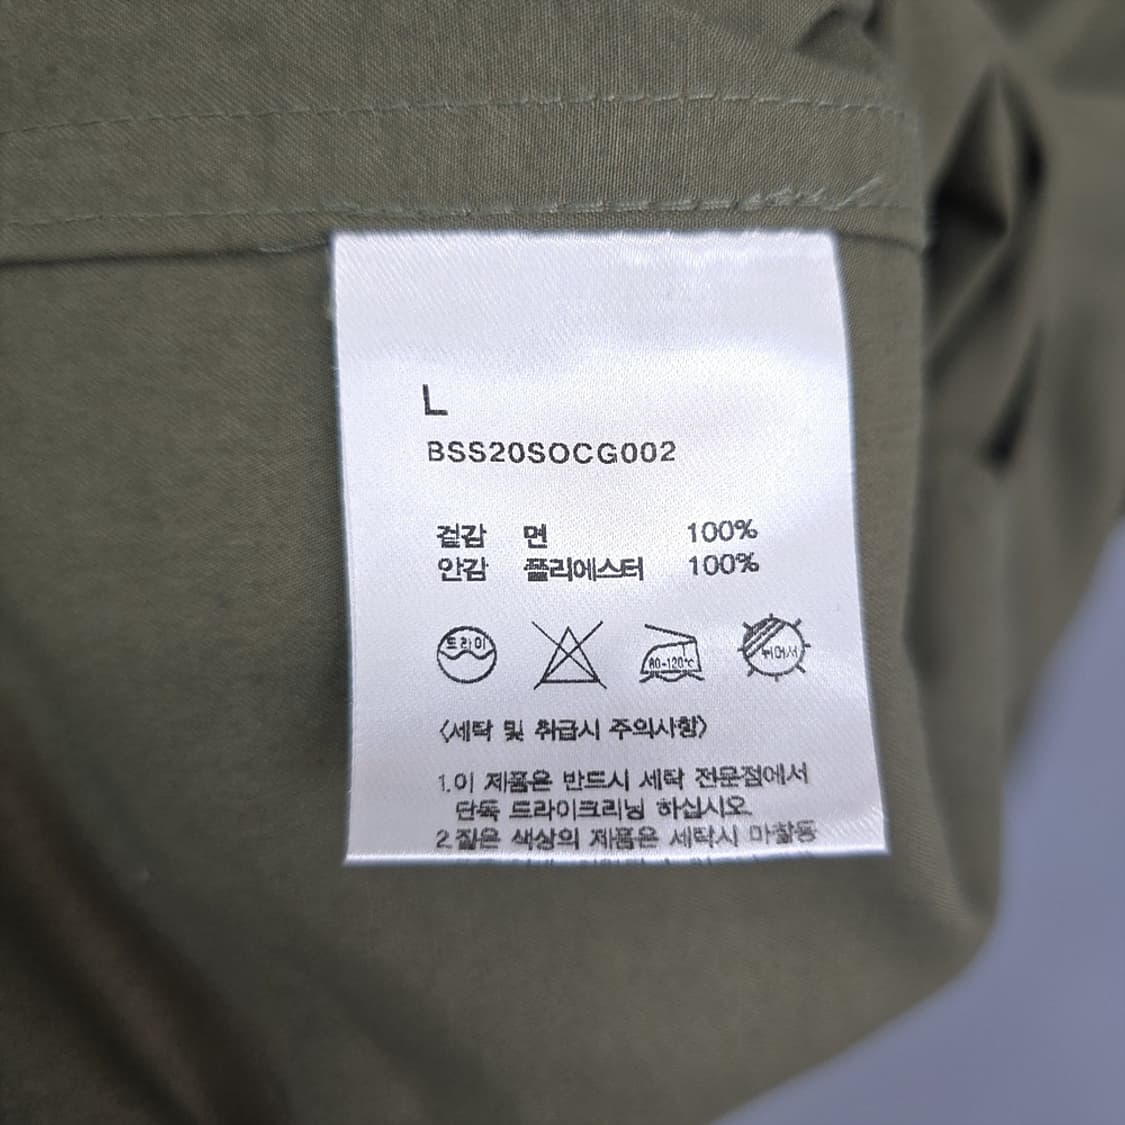 L
BSS20SOCG002
겉감 면 100%
안감 폴리에스터 100%
드라이
80-120℃
뉘어서
<세탁 및 취급시 주의사항>
1.이 제품은 반드시 세탁 전문점에서
단독 드라이크리닝 하십시오
2.짙은 색상의 제품은 세탁시 마찰등